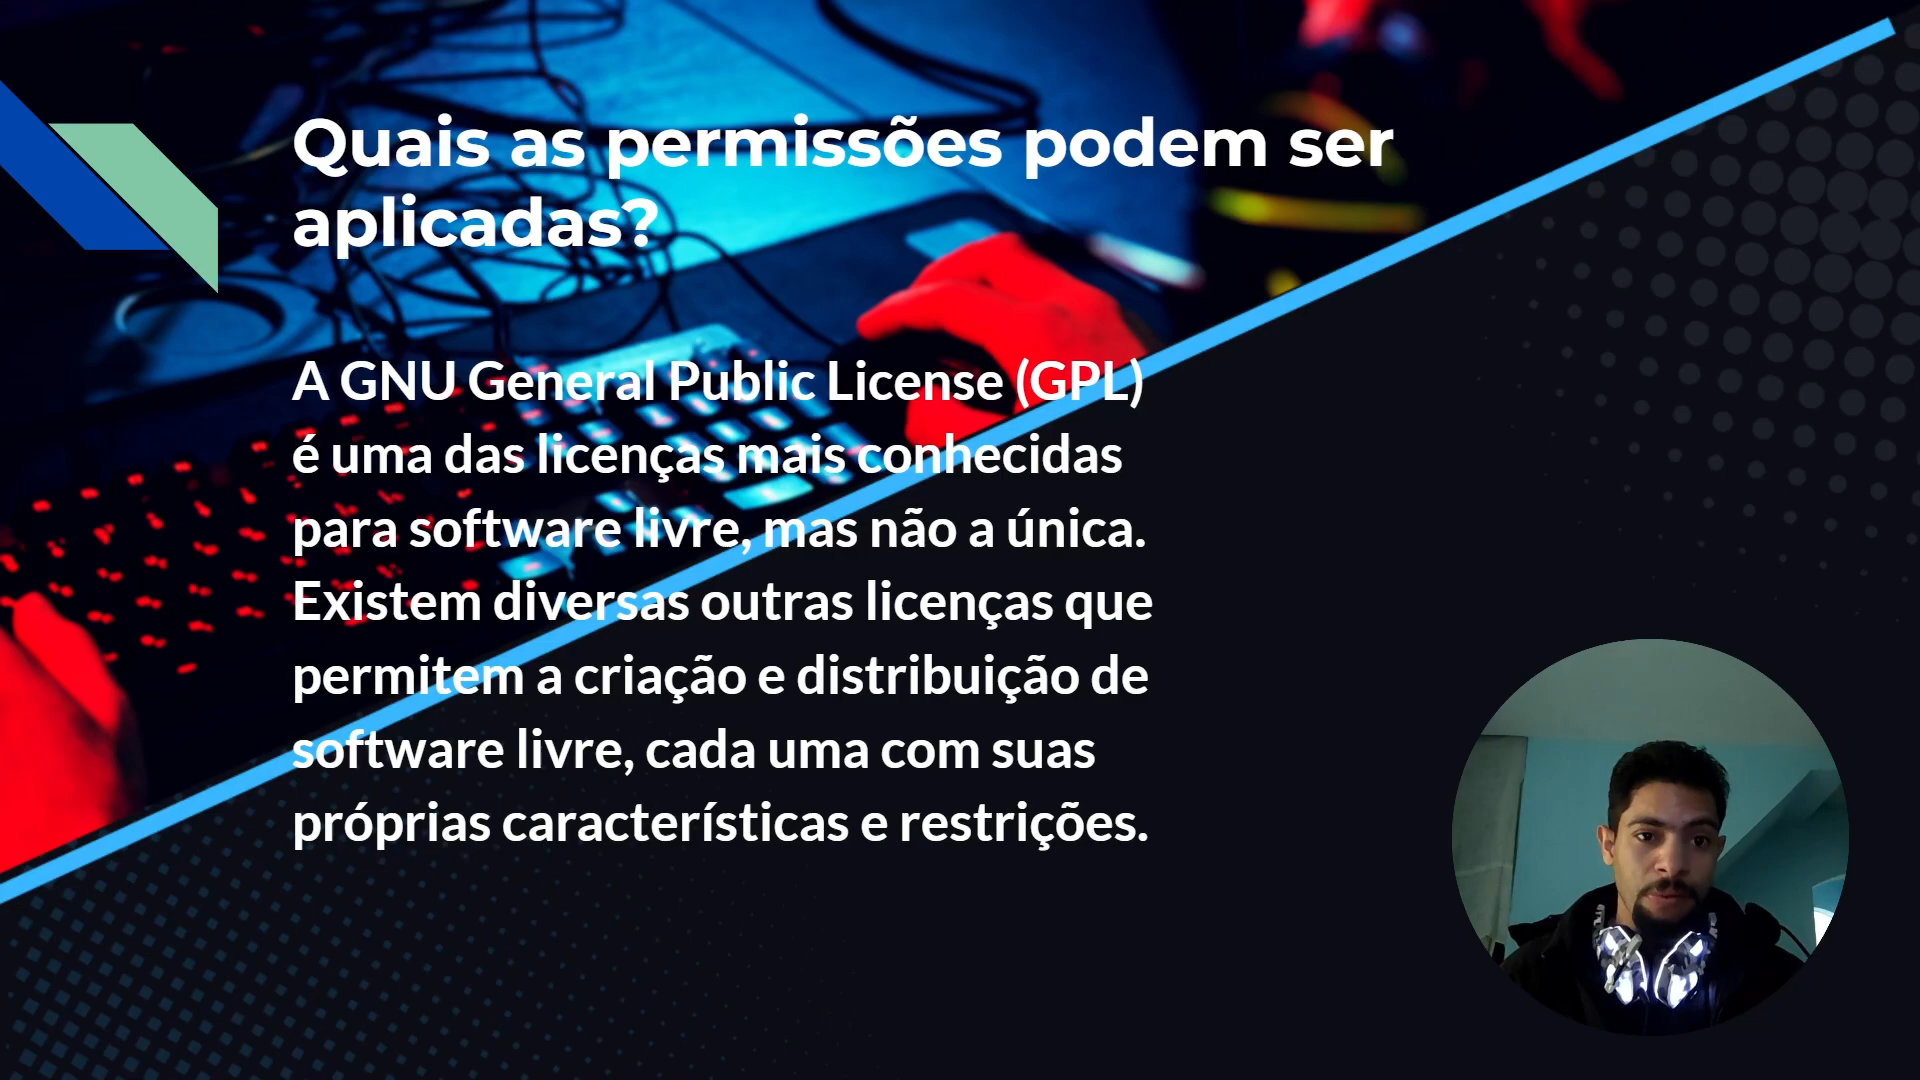 Quais as permissões podem ser
aplicadas?
A GNU General Public License (GPL)
é uma das licenças mais conhecidas
para software livre, mas não a única.
Existem diversas outras licenças que
permitem a criação e distribuição de
software livre, cada uma com suas
próprias características e restrições.